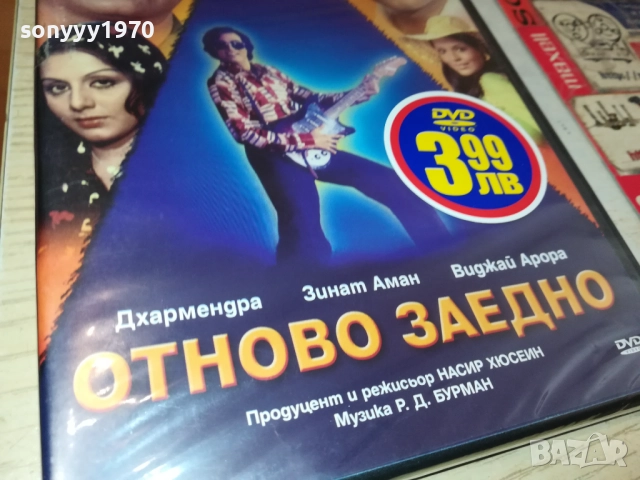 sonyyy1970
DVD
VIDEO
3.99
ЛВ
Дхармендра Зинат Аман Виджай Арора
ОТНОВО ЗАЕДНО
Продуцент и режисьор НАСИР ХЮСЕИН
Музика Р. Д. БУРМАН
DVD
maxell
BAZAR